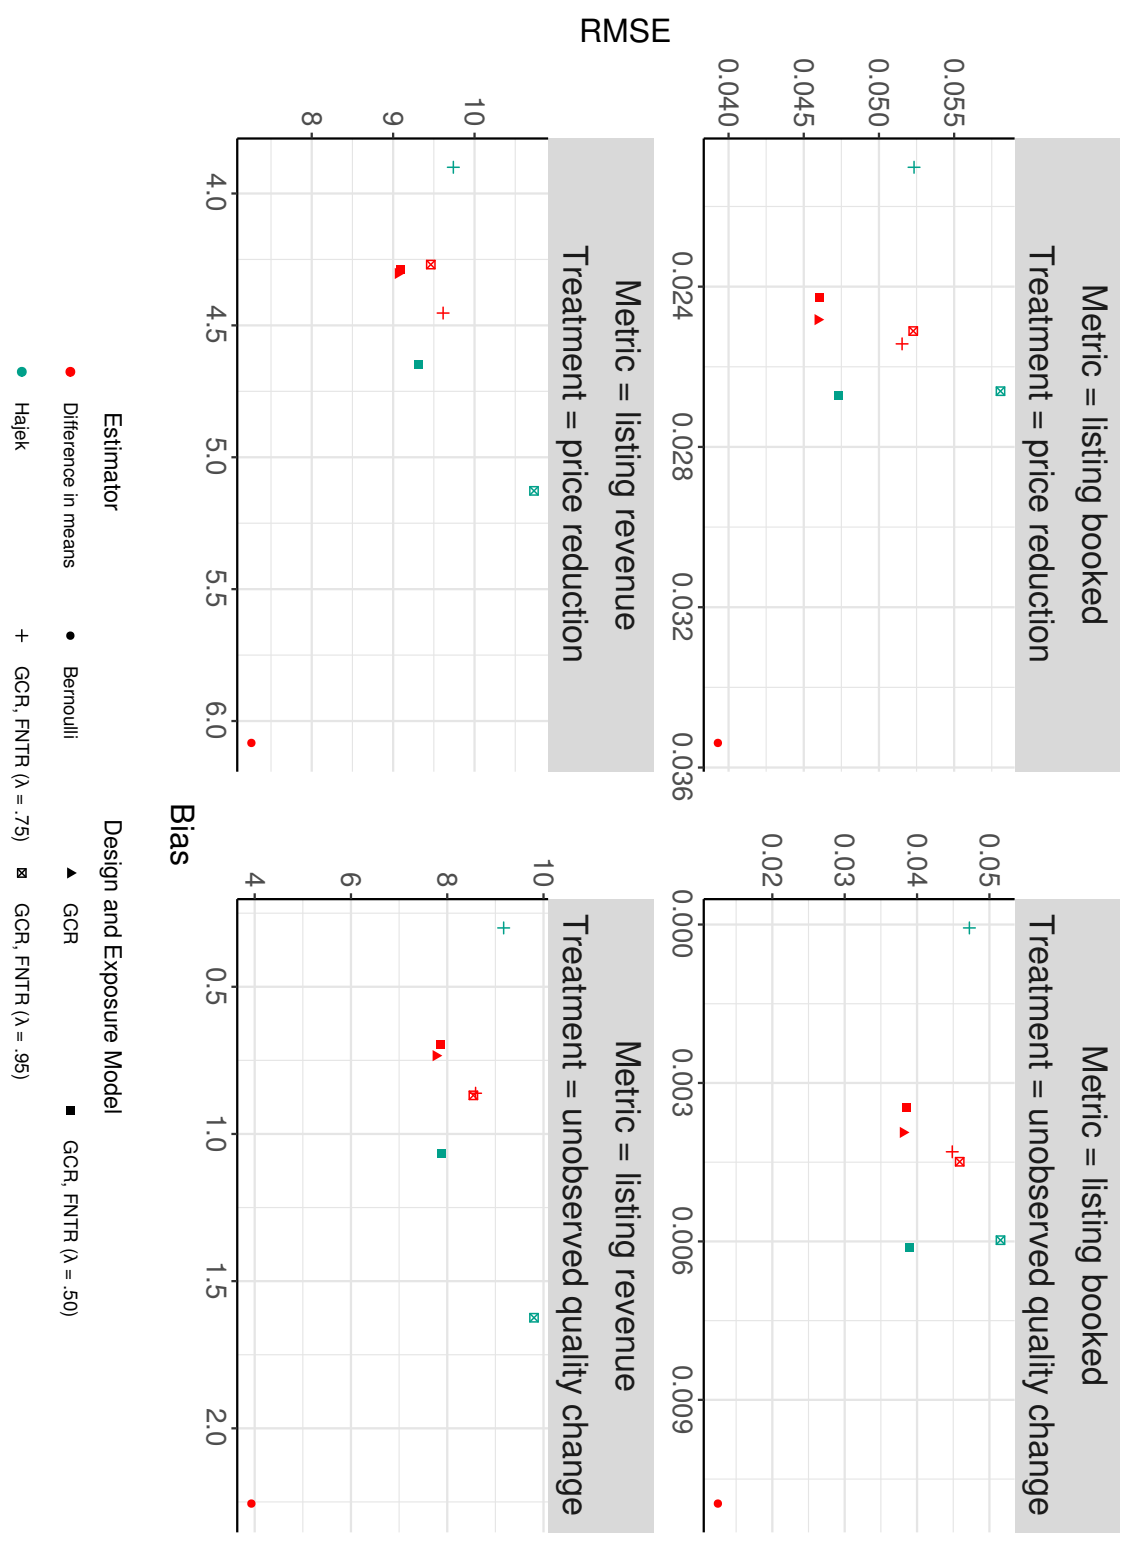 Metric = listing booked
Treatment = price reduction
Metric = listing booked
Treatment = unobserved quality change
0.055
0.050
0.045
0.040
0.024
0.028
0.032
0.036
0.05
0.04
0.03
0.02
0.000
0.003
0.006
0.009
RMSE
Metric = listing revenue
Treatment = price reduction
Metric = listing revenue
Treatment = unobserved quality change
10
9
8
4.0
4.5
5.0
5.5
6.0
10
8
6
4
0.5
1.0
1.5
2.0
Bias
Estimator
Difference in means
Hajek
Design and Exposure Model
Bernoulli
GCR
GCR, FNTR (λ = .50)
GCR, FNTR (λ = .75)
GCR, FNTR (λ = .95)